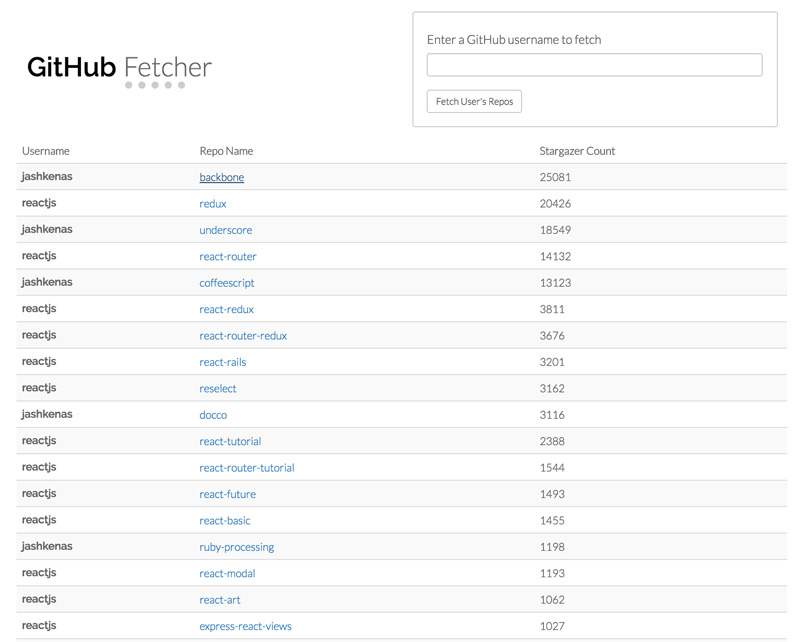 GitHub Fetcher
Enter a GitHub username to fetch
Fetch User's Repos
Username Repo Name Stargazer Count
jashkenas backbone 25081
reactjs redux 20426
jashkenas underscore 18549
reactjs react-router 14132
jashkenas coffeescript 13123
reactjs react-redux 3811
reactjs react-router-redux 3676
reactjs react-rails 3201
reactjs reselect 3162
jashkenas docco 3116
reactjs react-tutorial 2388
reactjs react-router-tutorial 1544
reactjs react-future 1493
reactjs react-basic 1455
jashkenas ruby-processing 1198
reactjs react-modal 1193
reactjs react-art 1062
reactjs express-react-views 1027